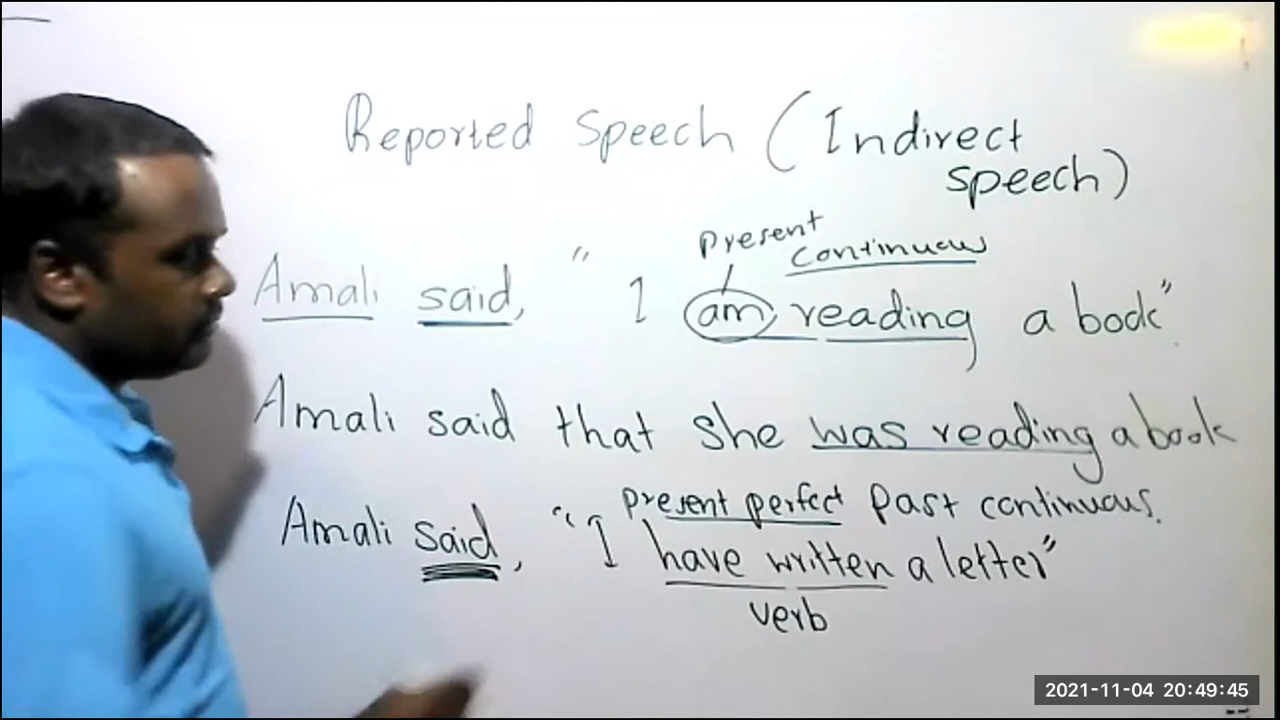 Reported Speech (Indirect
speech)
Present
continuous
Amali said, " I am reading a book"
Amali said that she was reading a book
present perfect Past continuous.
Amali said, "I have written a letter"
verb
2021-11-04 20:49:45